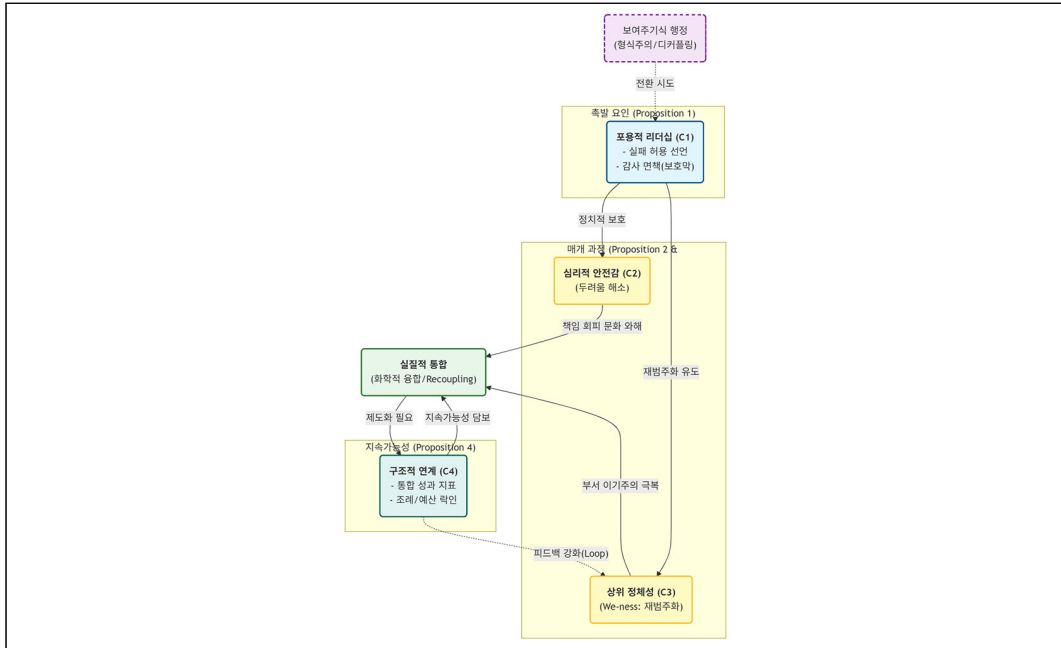 보여주기식 행정
(형식주의/디커플링)
전환 시도
촉발 요인 (Proposition 1)
포용적 리더십 (C1)
- 실패 허용 선언
- 감사 면책(보호막)
정치적 보호
매개 과정 (Proposition 2 &
심리적 안전감 (C2)
(두려움 해소)
책임 회피 문화 와해
실질적 통합
(화학적 융합/Recoupling)
재범주화 유도
제도화 필요
지속가능성 담보
지속가능성 (Proposition 4)
구조적 연계 (C4)
- 통합 성과 지표
- 조례/예산 락인
부서 이기주의 극복
피드백 강화(Loop)
상위 정체성 (C3)
(We-ness: 재범주화)